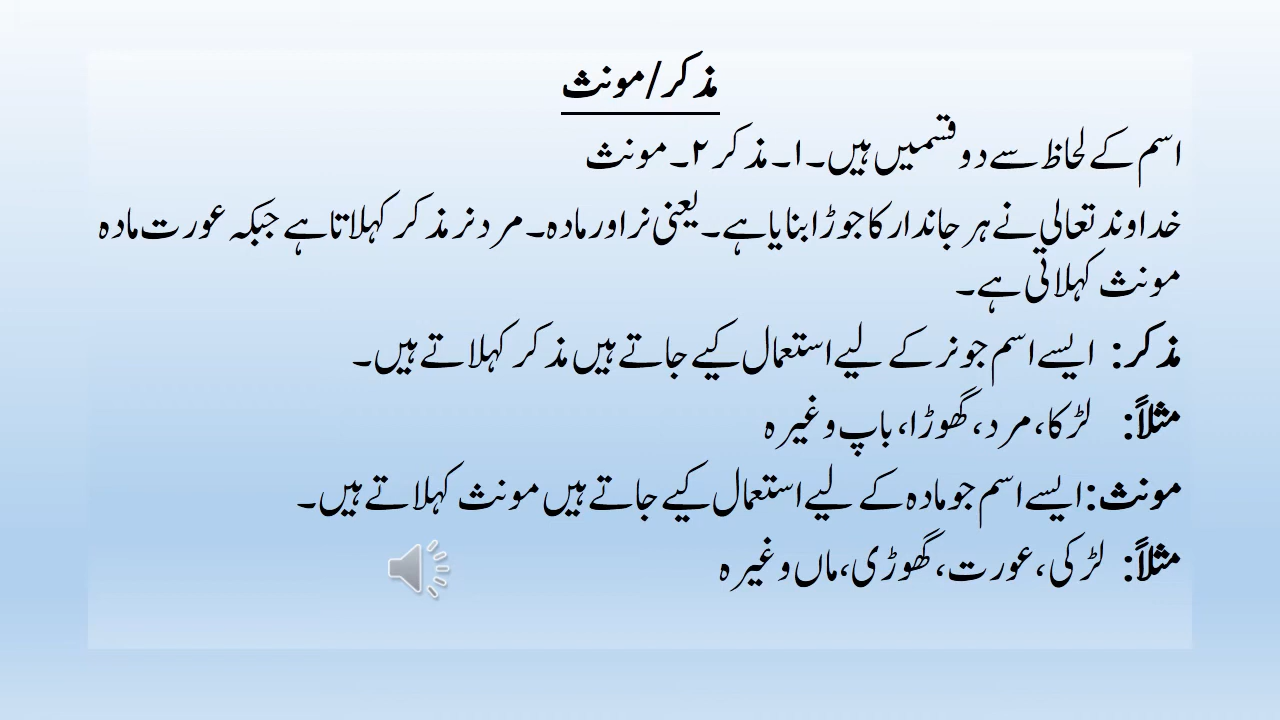 مذکر/مونث
اسم کے لحاظ سے دو قسمیں ہیں۔۱۔مذکر ۲۔مونث
خداوند تعالیٰ نے ہر جاندار کا جوڑا بنایا ہے۔یعنی نر اور مادہ۔مرد نر مذکر کہلاتا ہے جبکہ عورت مادہ
مونث کہلاتی ہے۔
مذکر: ایسے اسم جو نر کے لیے استعمال کیے جاتے ہیں مذکر کہلاتے ہیں۔
مثلاً: لڑکا،مرد،گھوڑا،باپ وغیرہ
مونث:ایسے اسم جو مادہ کے لیے استعمال کیے جاتے ہیں مونث کہلاتے ہیں۔
مثلاً: لڑکی،عورت،گھوڑی،ماں وغیرہ